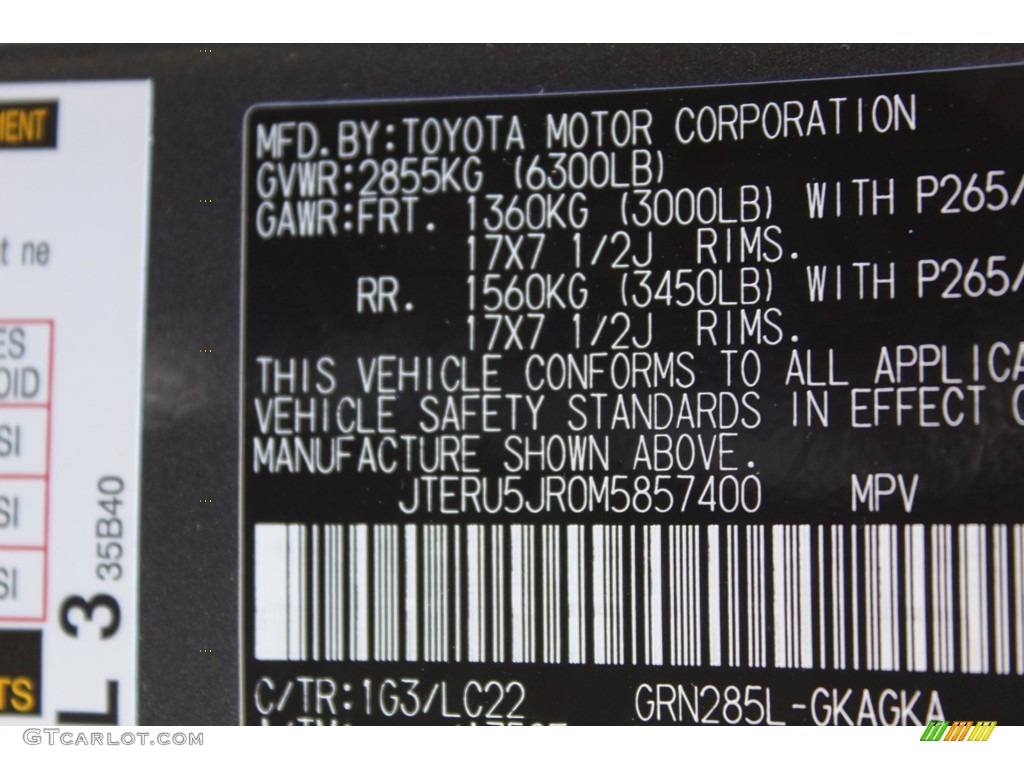 MENT
t ne
ES
OID
SI
SI
SI
TS
L 3
35B40
MFD.BY:TOYOTA MOTOR CORPORATION
GVWR:2855KG (6300LB)
GAWR:FRT. 1360KG (3000LB) WITH P265/
17X7 1/2J RIMS.
RR. 1560KG (3450LB) WITH P265/
17X7 1/2J RIMS.
THIS VEHICLE CONFORMS TO ALL APPLICA
VEHICLE SAFETY STANDARDS IN EFFECT O
MANUFACTURE SHOWN ABOVE.
JTERU5JR0M5857400 MPV
C/TR:1G3/LC22 GRN285L-GKAGKA
GTCarLot.com